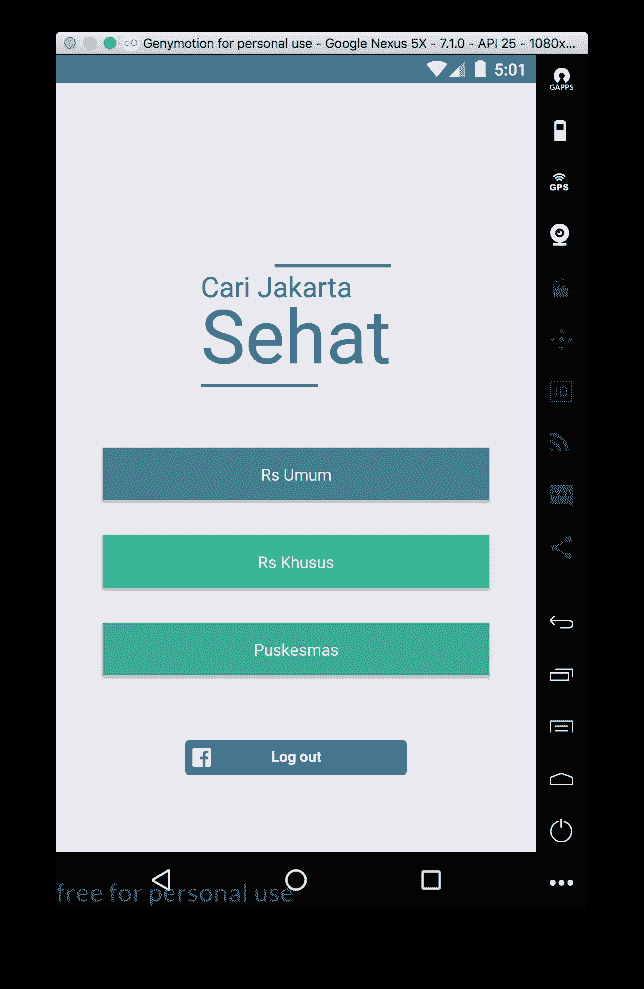 Genymotion for personal use - Google Nexus 5X - 7.1.0 - API 25 - 1080x...
5:01
GAPPS
GPS
Cari Jakarta
Sehat
ID
Rs Umum
Rs Khusus
Puskesmas
Log out
free for personal use